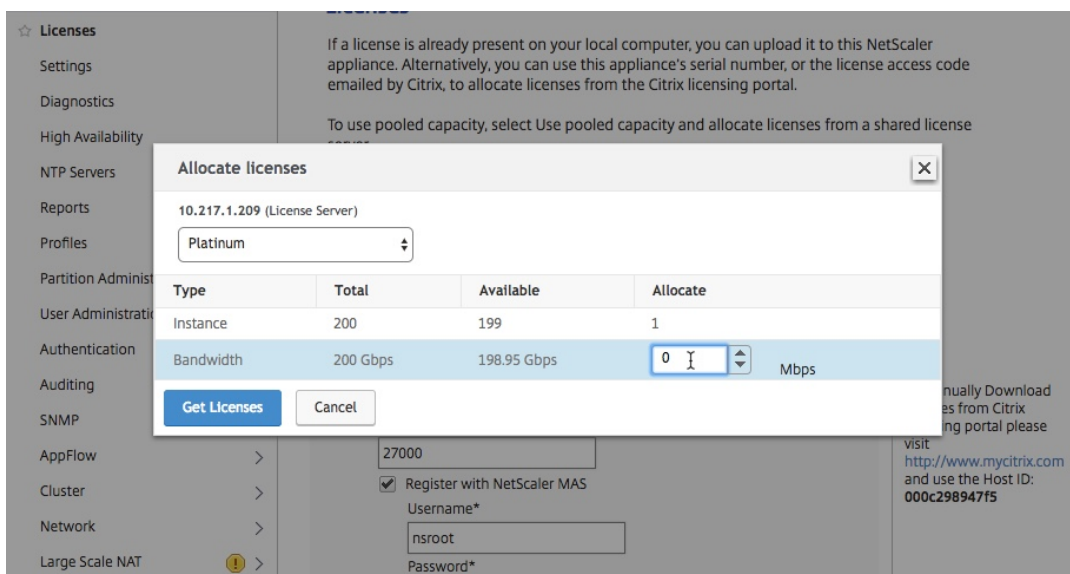 Licenses
Settings
Diagnostics
High Availability
NTP Servers
Reports
Profiles
Partition Administ
User Administratio
Authentication
Auditing
SNMP
AppFlow
Cluster
Network
Large Scale NAT
If a license is already present on your local computer, you can upload it to this NetScaler
appliance. Alternatively, you can use this appliance's serial number, or the license access code
emailed by Citrix, to allocate licenses from the Citrix licensing portal.
To use pooled capacity, select Use pooled capacity and allocate licenses from a shared license
Allocate licenses
10.217.1.209 (License Server)
Platinum
Type Total Available Allocate
Instance 200 199 1
Bandwidth 200 Gbps 198.95 Gbps 0 Mbps
Get Licenses Cancel
27000
Register with NetScaler MAS
Username*
nsroot
Password*
nually Download
es from Citrix
ng portal please
visit
http://www.mycitrix.com
and use the Host ID:
000c298947f5